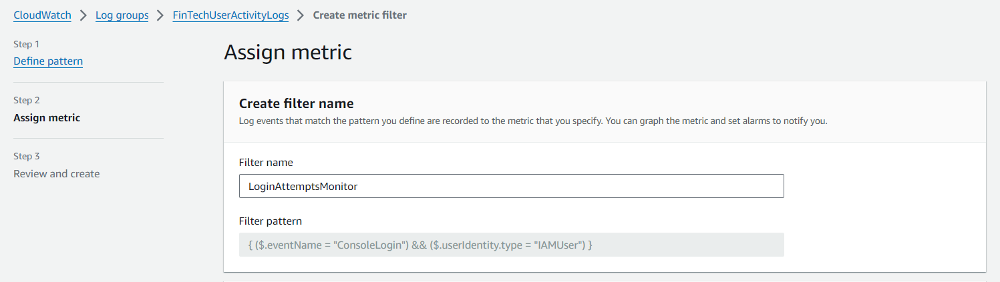 CloudWatch > Log groups > FinTechUserActivityLogs > Create metric filter
Step 1
Define pattern
Step 2
Assign metric
Step 3
Review and create
Assign metric
Create filter name
Log events that match the pattern you define are recorded to the metric that you specify. You can graph the metric and set alarms to notify you.
Filter name
LoginAttemptsMonitor
Filter pattern
{ ($.eventName = "ConsoleLogin") && ($.userIdentity.type = "IAMUser") }